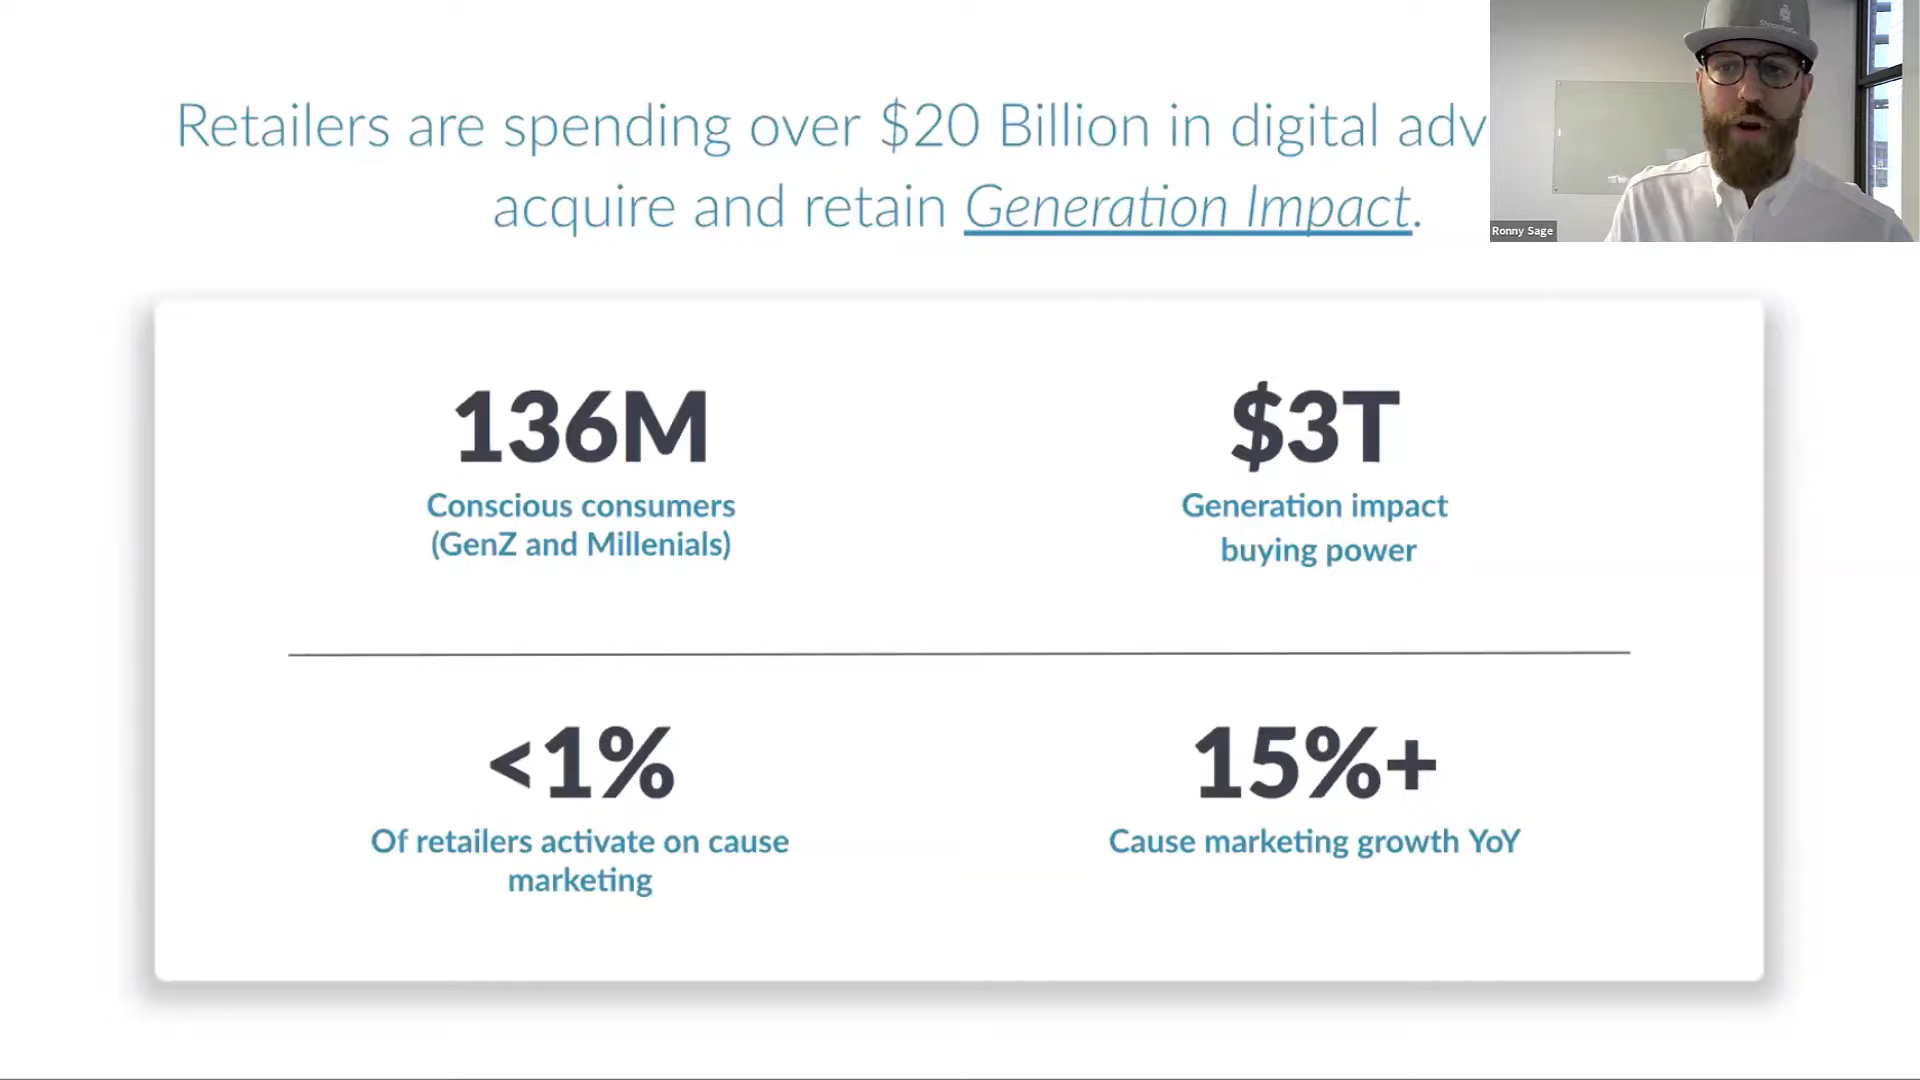 Retailers are spending over $20 Billion in digital adv
acquire and retain Generation Impact.
Ronny Sage
136M
Conscious consumers
(GenZ and Millenials)
$3T
Generation impact
buying power
<1%
Of retailers activate on cause
marketing
15%+
Cause marketing growth YoY